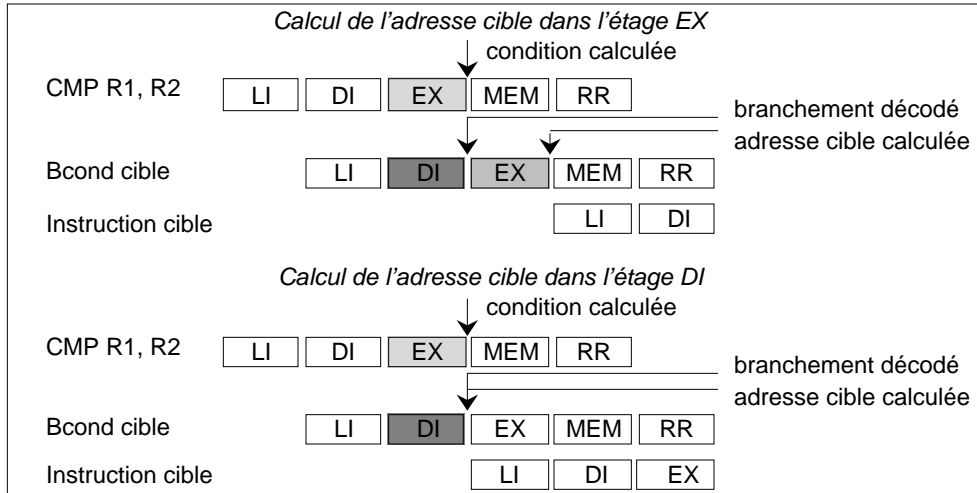 Calcul de l'adresse cible dans l'étage EX
condition calculée
CMP R1, R2 LI DI EX MEM RR
branchement décodé
adresse cible calculée
Bcond cible LI DI EX MEM RR
Instruction cible LI DI
Calcul de l'adresse cible dans l'étage DI
condition calculée
CMP R1, R2 LI DI EX MEM RR
branchement décodé
adresse cible calculée
Bcond cible LI DI EX MEM RR
Instruction cible LI DI EX